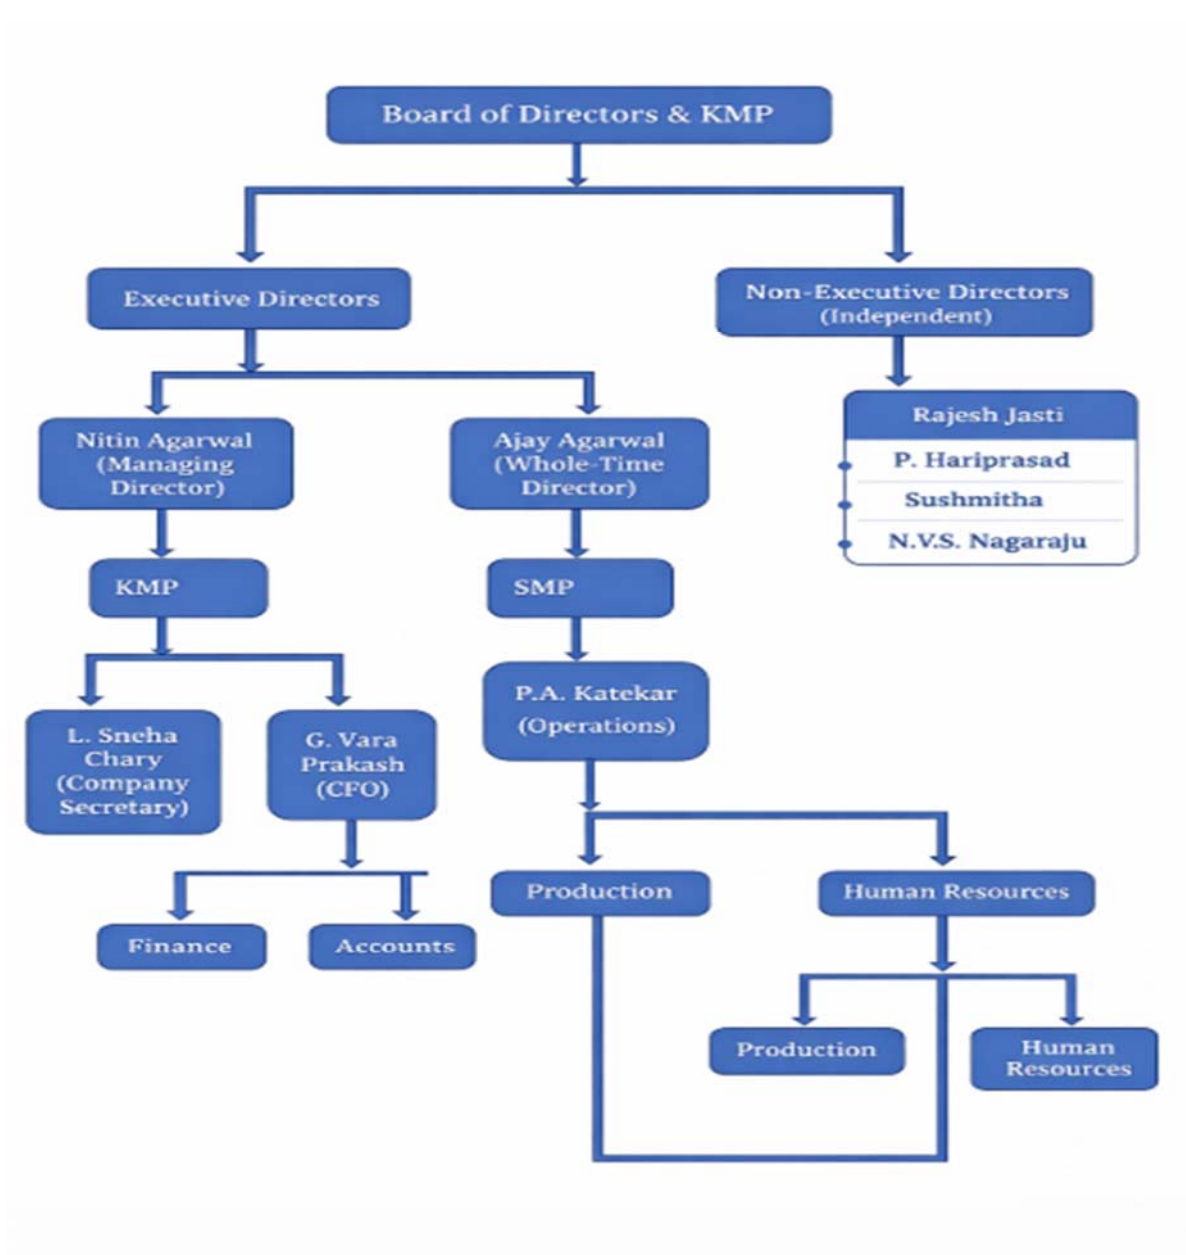 Board of Directors & KMP
Executive Directors
Non-Executive Directors
(Independent)
Nitin Agarwal
(Managing
Director)
Ajay Agarwal
(Whole-Time
Director)
Rajesh Jasti
P. Hariprasad
Sushmitha
N.V.S. Nagaraju
KMP
SMP
L. Sneha
Chary
(Company
Secretary)
G. Vara
Prakash
(CFO)
P.A. Katekar
(Operations)
Finance
Accounts
Production
Human Resources
Production
Human
Resources